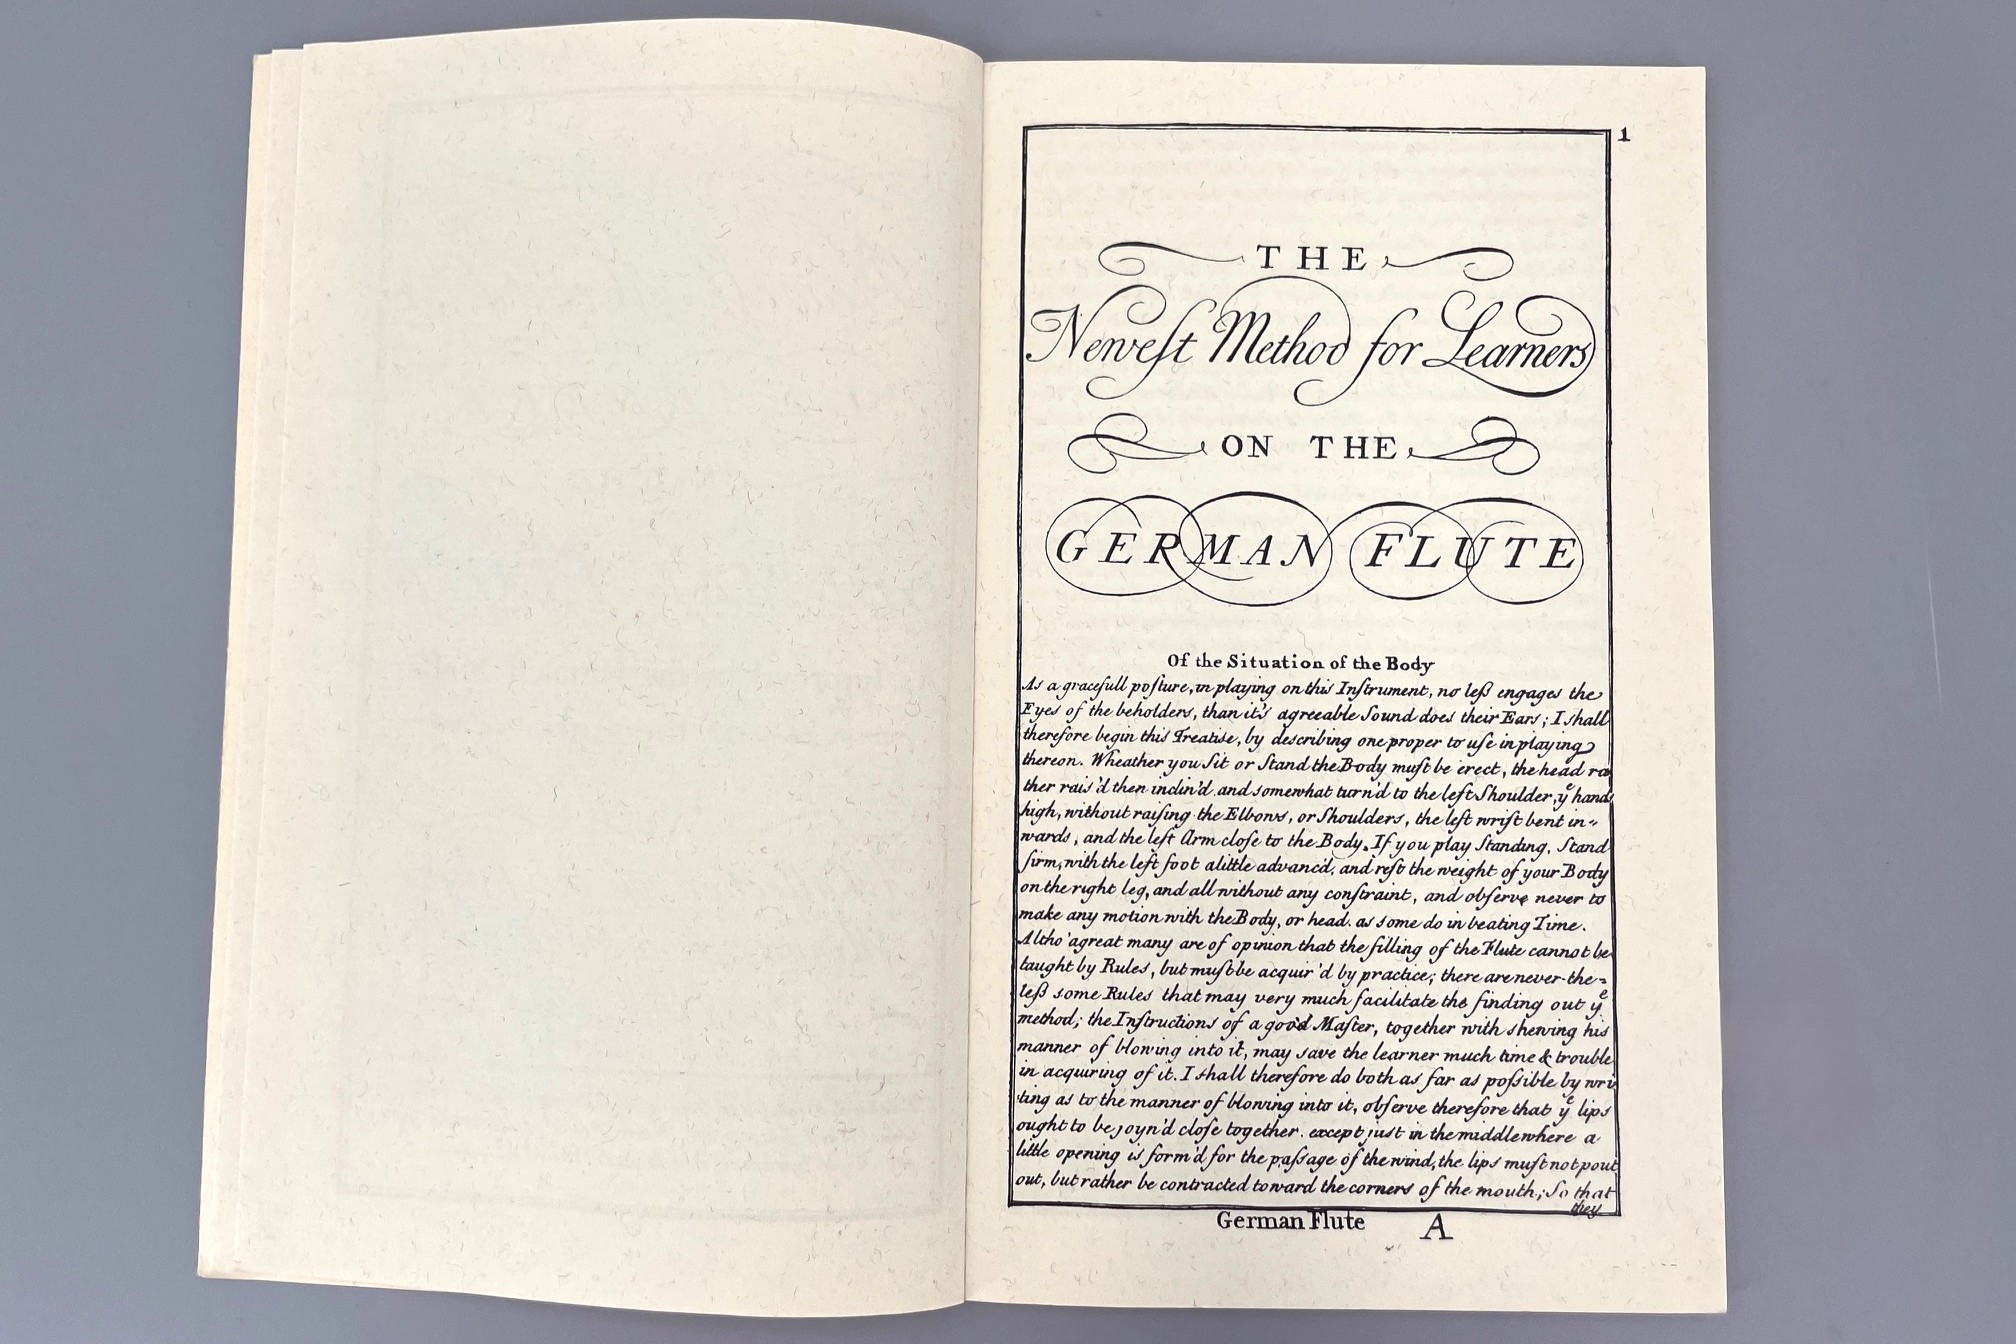 1
THE
Neweſt Method for Learners
ON THE
GERMAN FLUTE
Of the Situation of the Body
As a gracefull poſture, in playing on this Inſtrument, no leß engages the
Eyes of the beholders, than it's agreeable Sound does their Ears; I shall
therefore begin this Treatise, by describing one proper to uſe in playing
thereon. Wheather you Sit or Stand the Body muſt be erect, the head ra
ther rais'd then inclin'd and somewhat turn'd to the left Shoulder, yᵉ hands
high, without raiſing the Elbows, or Shoulders, the left wriſt bent in=
wards, and the left Arm cloſe to the Body. If you play Standing, Stand
firm, with the left foot alittle advanc'd, and reſt the weight of your Body
on the right leg, and all without any conſtraint, and obſerve never to
make any motion with the Body, or head. as some do in beating Time.
Altho' agreat many are of opinion that the filling of the Flute cannot be
taught by Rules, but muſt be acquir'd by practice; there are never-the=
leß some Rules that may very much facilitate the finding out yᵉ
method; the Inſtructions of a good Maſter, together with shewing his
manner of blowing into it, may save the learner much time & trouble
in acquiring of it. I shall therefore do both as far as poſsible by wri
ting as to the manner of blowing into it, obſerve therefore that yᵉ lips
ought to be joyn'd cloſe together. except just in the middle where a
little opening is form'd for the paſsage of the wind, the lips muſt not pout
out, but rather be contracted toward the corners of the mouth; So that
they
German Flute A